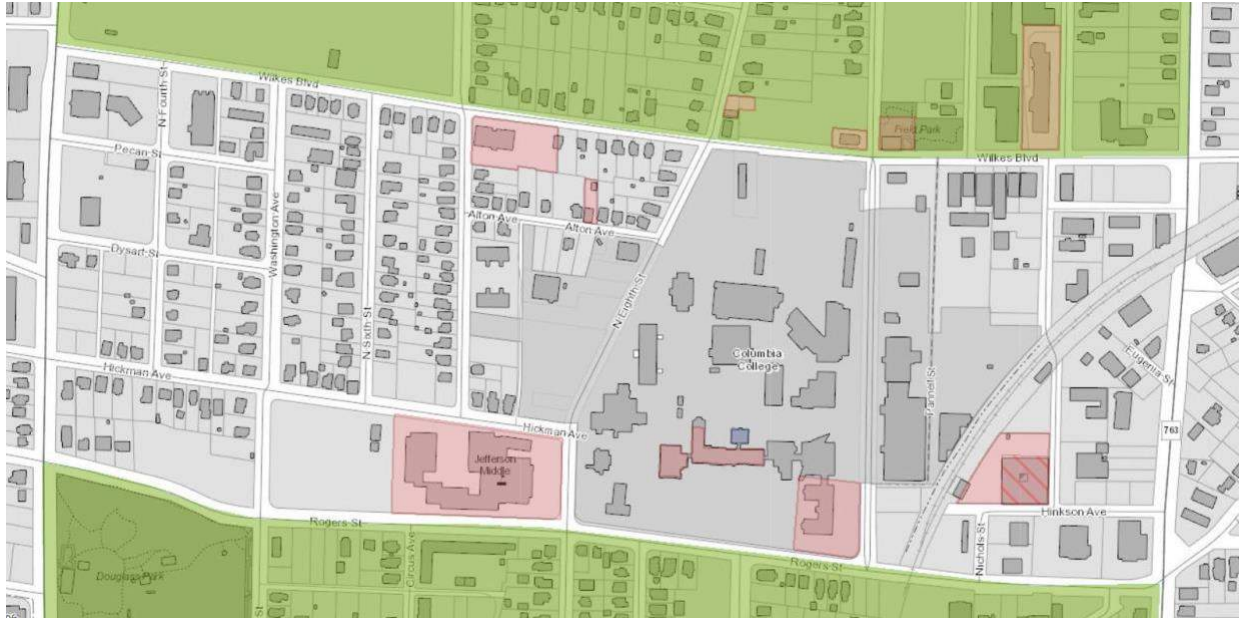 Wilkes Blvd
N Fourth St
Field Park
Pecan St
Wilkes Blvd
Alton Ave
Alton Ave
Washington Ave
Dysart St
N Eighth St
N Sixth St
Columbia
College
Pannell St
Eugenia St
Hickman Ave
Hickman Ave
763
Jefferson
Middle
Hinkson Ave
Rogers St
Circus Ave
Nichols St
Rogers St
Douglass Park
St